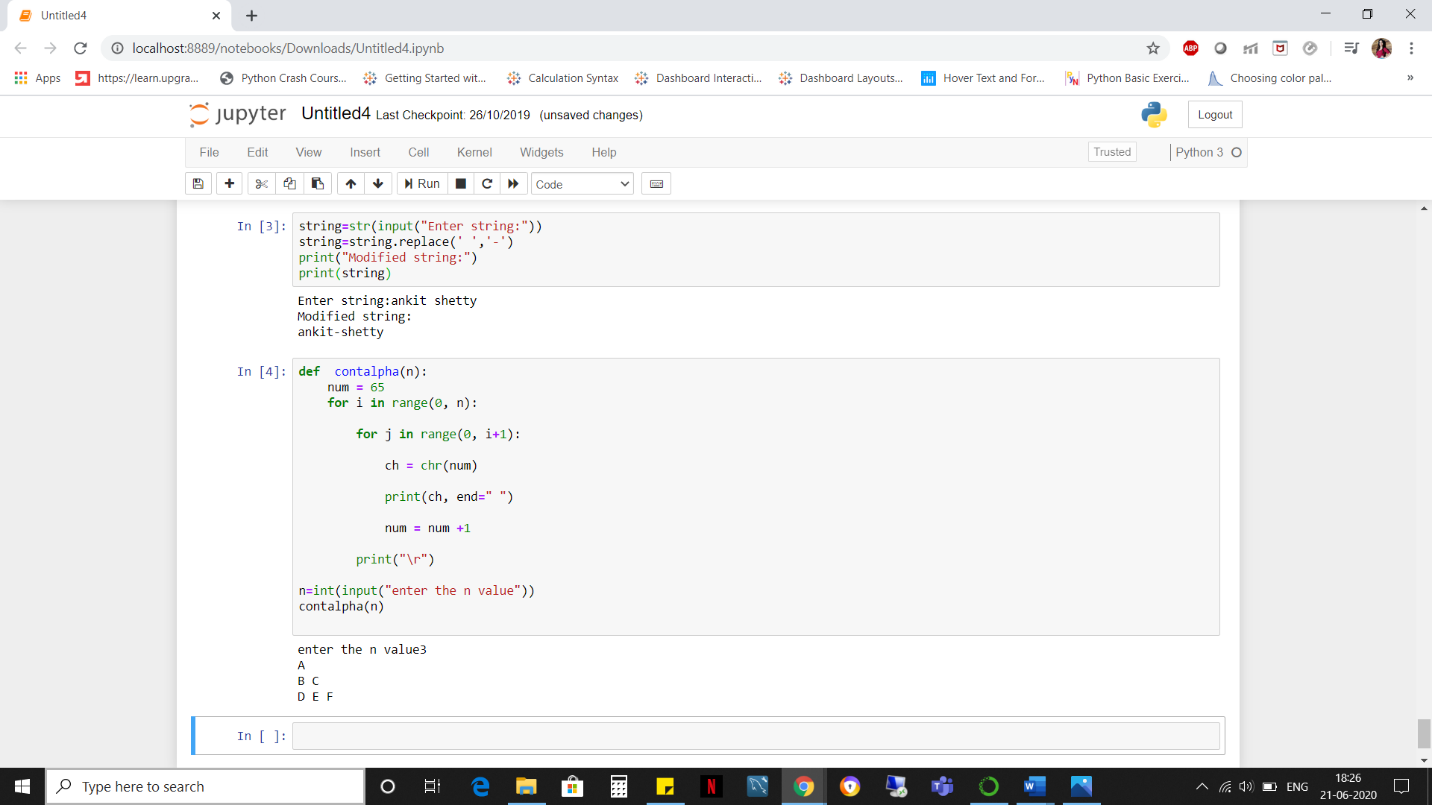 Untitled4
localhost:8889/notebooks/Downloads/Untitled4.ipynb
ABP
Apps https://learn.upgra... Python Crash Cours... Getting Started wit... Calculation Syntax Dashboard Interacti... Dashboard Layouts... Hover Text and For... Python Basic Exerci... Choosing color pal... »
jupyter Untitled4 Last Checkpoint: 26/10/2019 (unsaved changes) Logout
File Edit View Insert Cell Kernel Widgets Help Trusted Python 3
Run Code
In [3]: string=str(input("Enter string:"))
string=string.replace(' ','-')
print("Modified string:")
print(string)
Enter string:ankit shetty
Modified string:
ankit-shetty
In [4]: def  contalpha(n):
    num = 65
    for i in range(0, n):
        for j in range(0, i+1):
            ch = chr(num)
            print(ch, end=" ")
            num = num +1
        print("\r")
n=int(input("enter the n value"))
contalpha(n)
enter the n value3
A
B C
D E F
In [ ]:
Type here to search
N
W
ENG
18:26
21-06-2020